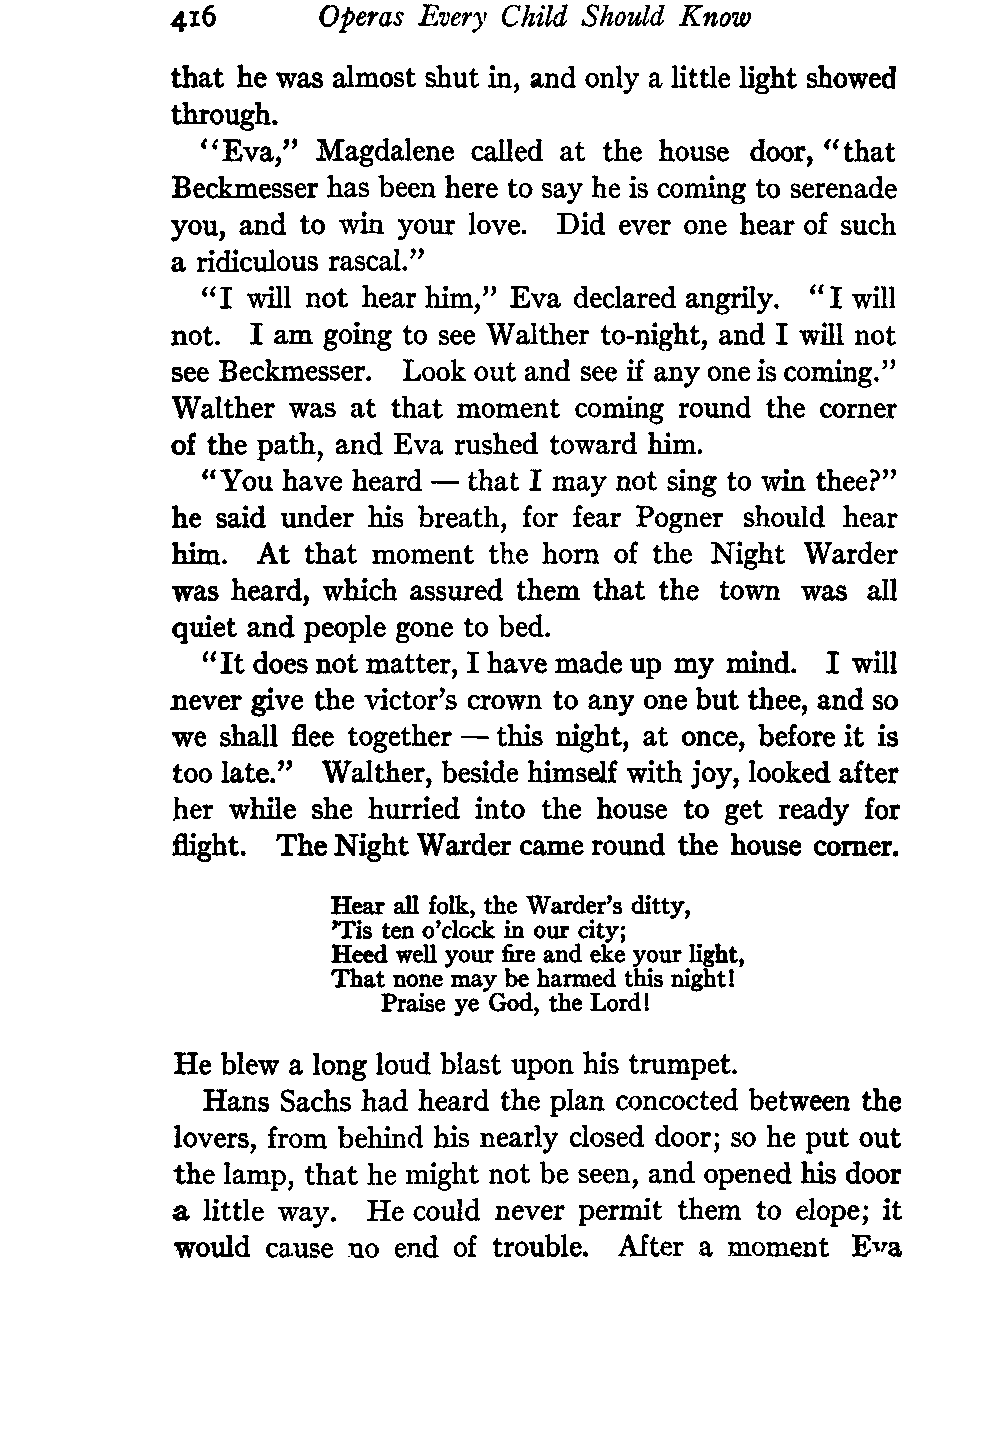 416 Operas Every Child Should Know
that he was almost shut in, and only a little light showed
through.
"Eva," Magdalene called at the house door, "that
Beckmesser has been here to say he is coming to serenade
you, and to win your love. Did ever one hear of such
a ridiculous rascal."
"I will not hear him," Eva declared angrily. "I will
not. I am going to see Walther to-night, and I will not
see Beckmesser. Look out and see if any one is coming."
Walther was at that moment coming round the corner
of the path, and Eva rushed toward him.
"You have heard — that I may not sing to win thee?"
he said under his breath, for fear Pogner should hear
him. At that moment the horn of the Night Warder
was heard, which assured them that the town was all
quiet and people gone to bed.
"It does not matter, I have made up my mind. I will
never give the victor's crown to any one but thee, and so
we shall flee together — this night, at once, before it is
too late." Walther, beside himself with joy, looked after
her while she hurried into the house to get ready for
flight. The Night Warder came round the house corner.
Hear all folk, the Warder's ditty,
'Tis ten o'clock in our city;
Heed well your fire and eke your light,
That none may be harmed this night!
Praise ye God, the Lord!
He blew a long loud blast upon his trumpet.
Hans Sachs had heard the plan concocted between the
lovers, from behind his nearly closed door; so he put out
the lamp, that he might not be seen, and opened his door
a little way. He could never permit them to elope; it
would cause no end of trouble. After a moment Eva